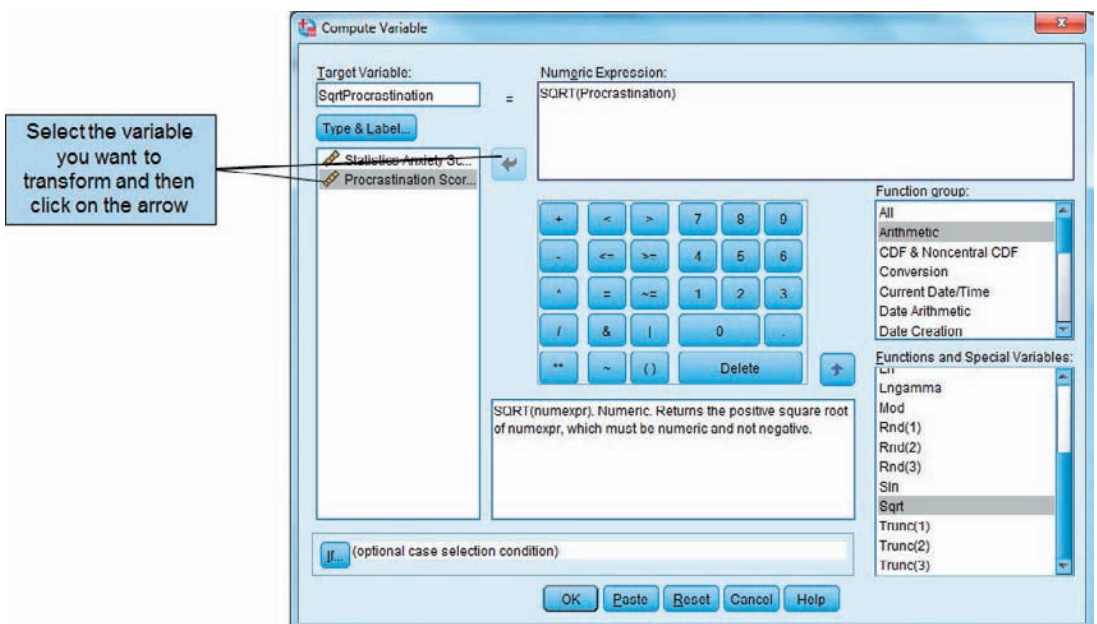 Compute Variable
Target Variable:
SqrtProcrastination
=
Numeric Expression:
SQRT(Procrastination)
Type & Label...
Select the variable
you want to
transform and then
click on the arrow
Statistics Anxiety Sc...
Procrastination Scor...
+ < > 7 8 9
- <= >= 4 5 6
* = ~= 1 2 3
/ & | 0 .
** ~ () Delete
Function group:
All
Arithmetic
CDF & Noncentral CDF
Conversion
Current Date/Time
Date Arithmetic
Date Creation
Functions and Special Variables:
Ln
Lngamma
Mod
Rnd(1)
Rnd(2)
Rnd(3)
Sin
Sqrt
Trunc(1)
Trunc(2)
Trunc(3)
SQRT(numexpr). Numeric. Returns the positive square root
of numexpr, which must be numeric and not negative.
If... (optional case selection condition)
OK Paste Reset Cancel Help